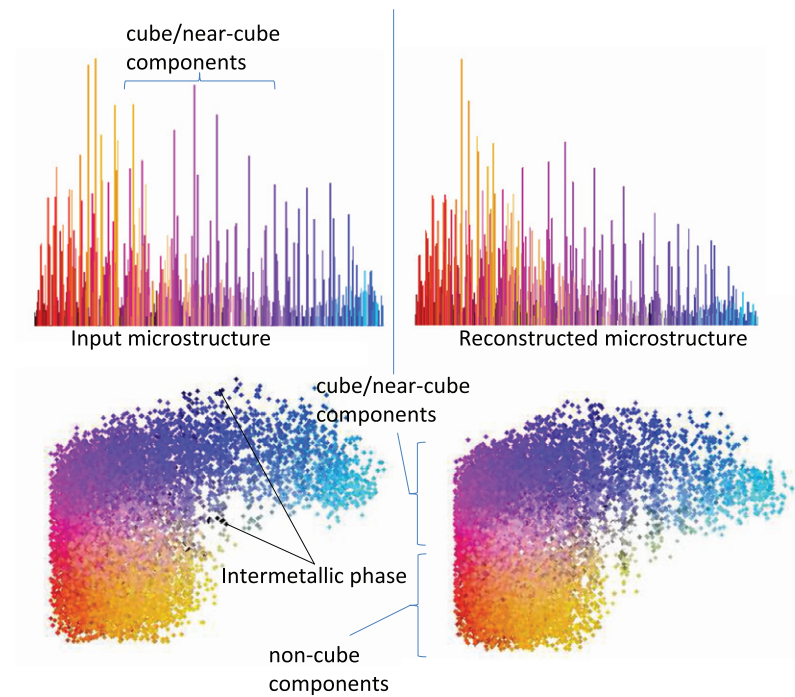 cube/near-cube
components
Input microstructure
Reconstructed microstructure
cube/near-cube
components
Intermetallic phase
non-cube
components